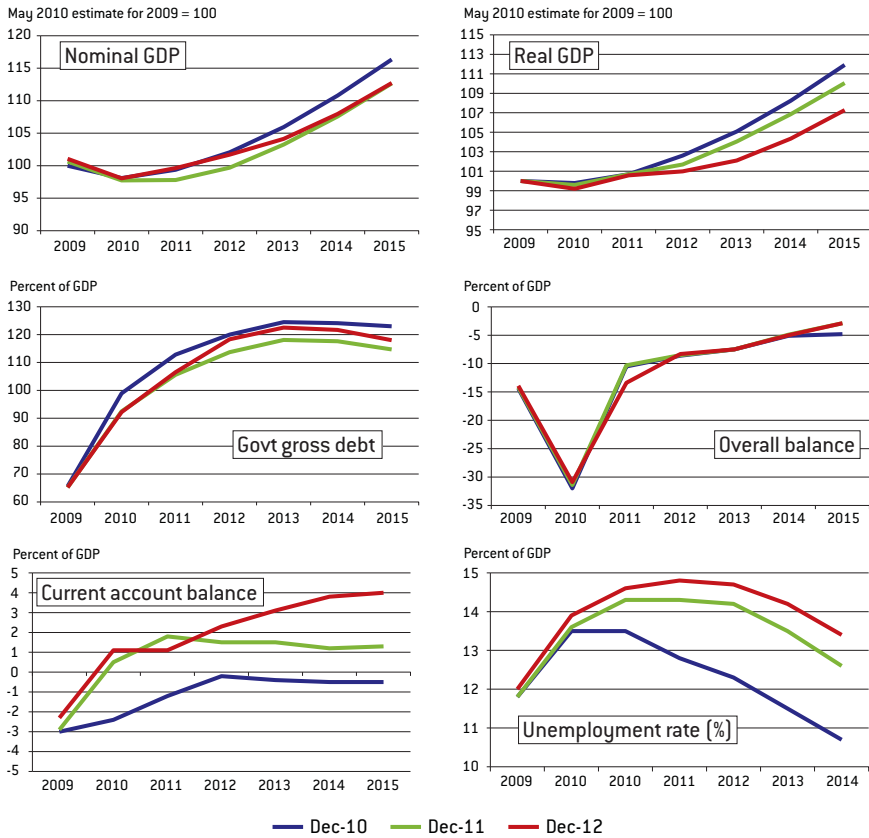 May 2010 estimate for 2009 = 100
Nominal GDP
120
115
110
105
100
95
90
2009 2010 2011 2012 2013 2014 2015
May 2010 estimate for 2009 = 100
Real GDP
115
113
111
109
107
105
103
101
99
97
95
2009 2010 2011 2012 2013 2014 2015
Percent of GDP
130
120
110
100
90
80
70
60
Govt gross debt
2009 2010 2011 2012 2013 2014 2015
Percent of GDP
0
-5
-10
-15
-20
-25
-30
-35
Overall balance
2009 2010 2011 2012 2013 2014 2015
Percent of GDP
Current account balance
5
4
3
2
1
0
-1
-2
-3
-4
-5
2009 2010 2011 2012 2013 2014 2015
Percent of GDP
15
14
13
12
11
10
Unemployment rate (%)
2009 2010 2010 2011 2012 2013 2014
Dec-10 Dec-11 Dec-12